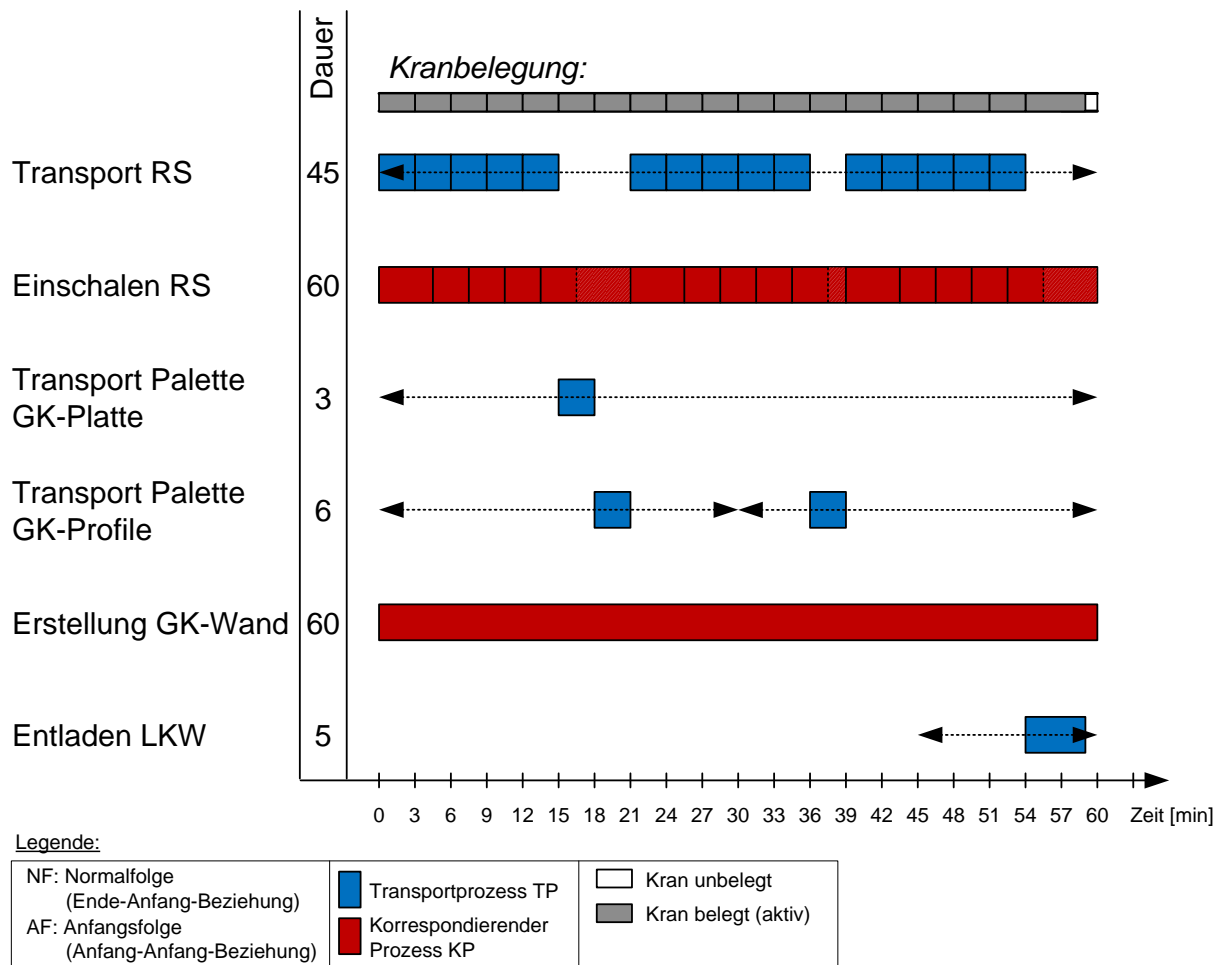 Dauer
Kranbelegung:
Transport RS
45
Einschalen RS
60
Transport Palette
GK-Platte
3
Transport Palette
GK-Profile
6
Erstellung GK-Wand
60
Entladen LKW
5
0 3 6 9 12 15 18 21 24 27 30 33 36 39 42 45 48 51 54 57 60 Zeit [min]
Legende:
NF: Normalfolge
(Ende-Anfang-Beziehung)
AF: Anfangsfolge
(Anfang-Anfang-Beziehung)
Transportprozess TP
Korrespondierender
Prozess KP
Kran unbelegt
Kran belegt (aktiv)